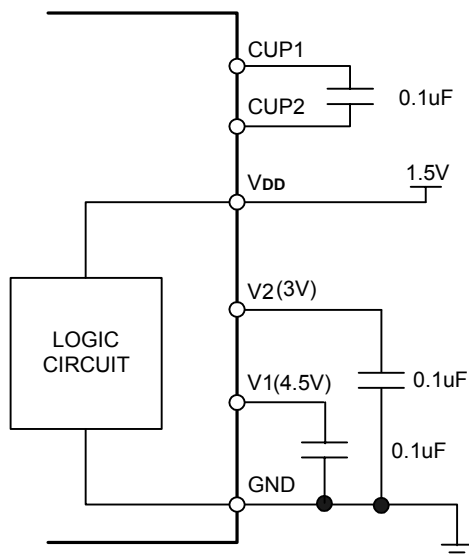 CUP1
0.1uF
CUP2
1.5V
VDD
V2(3V)
LOGIC
CIRCUIT
0.1uF
V1(4.5V)
0.1uF
GND